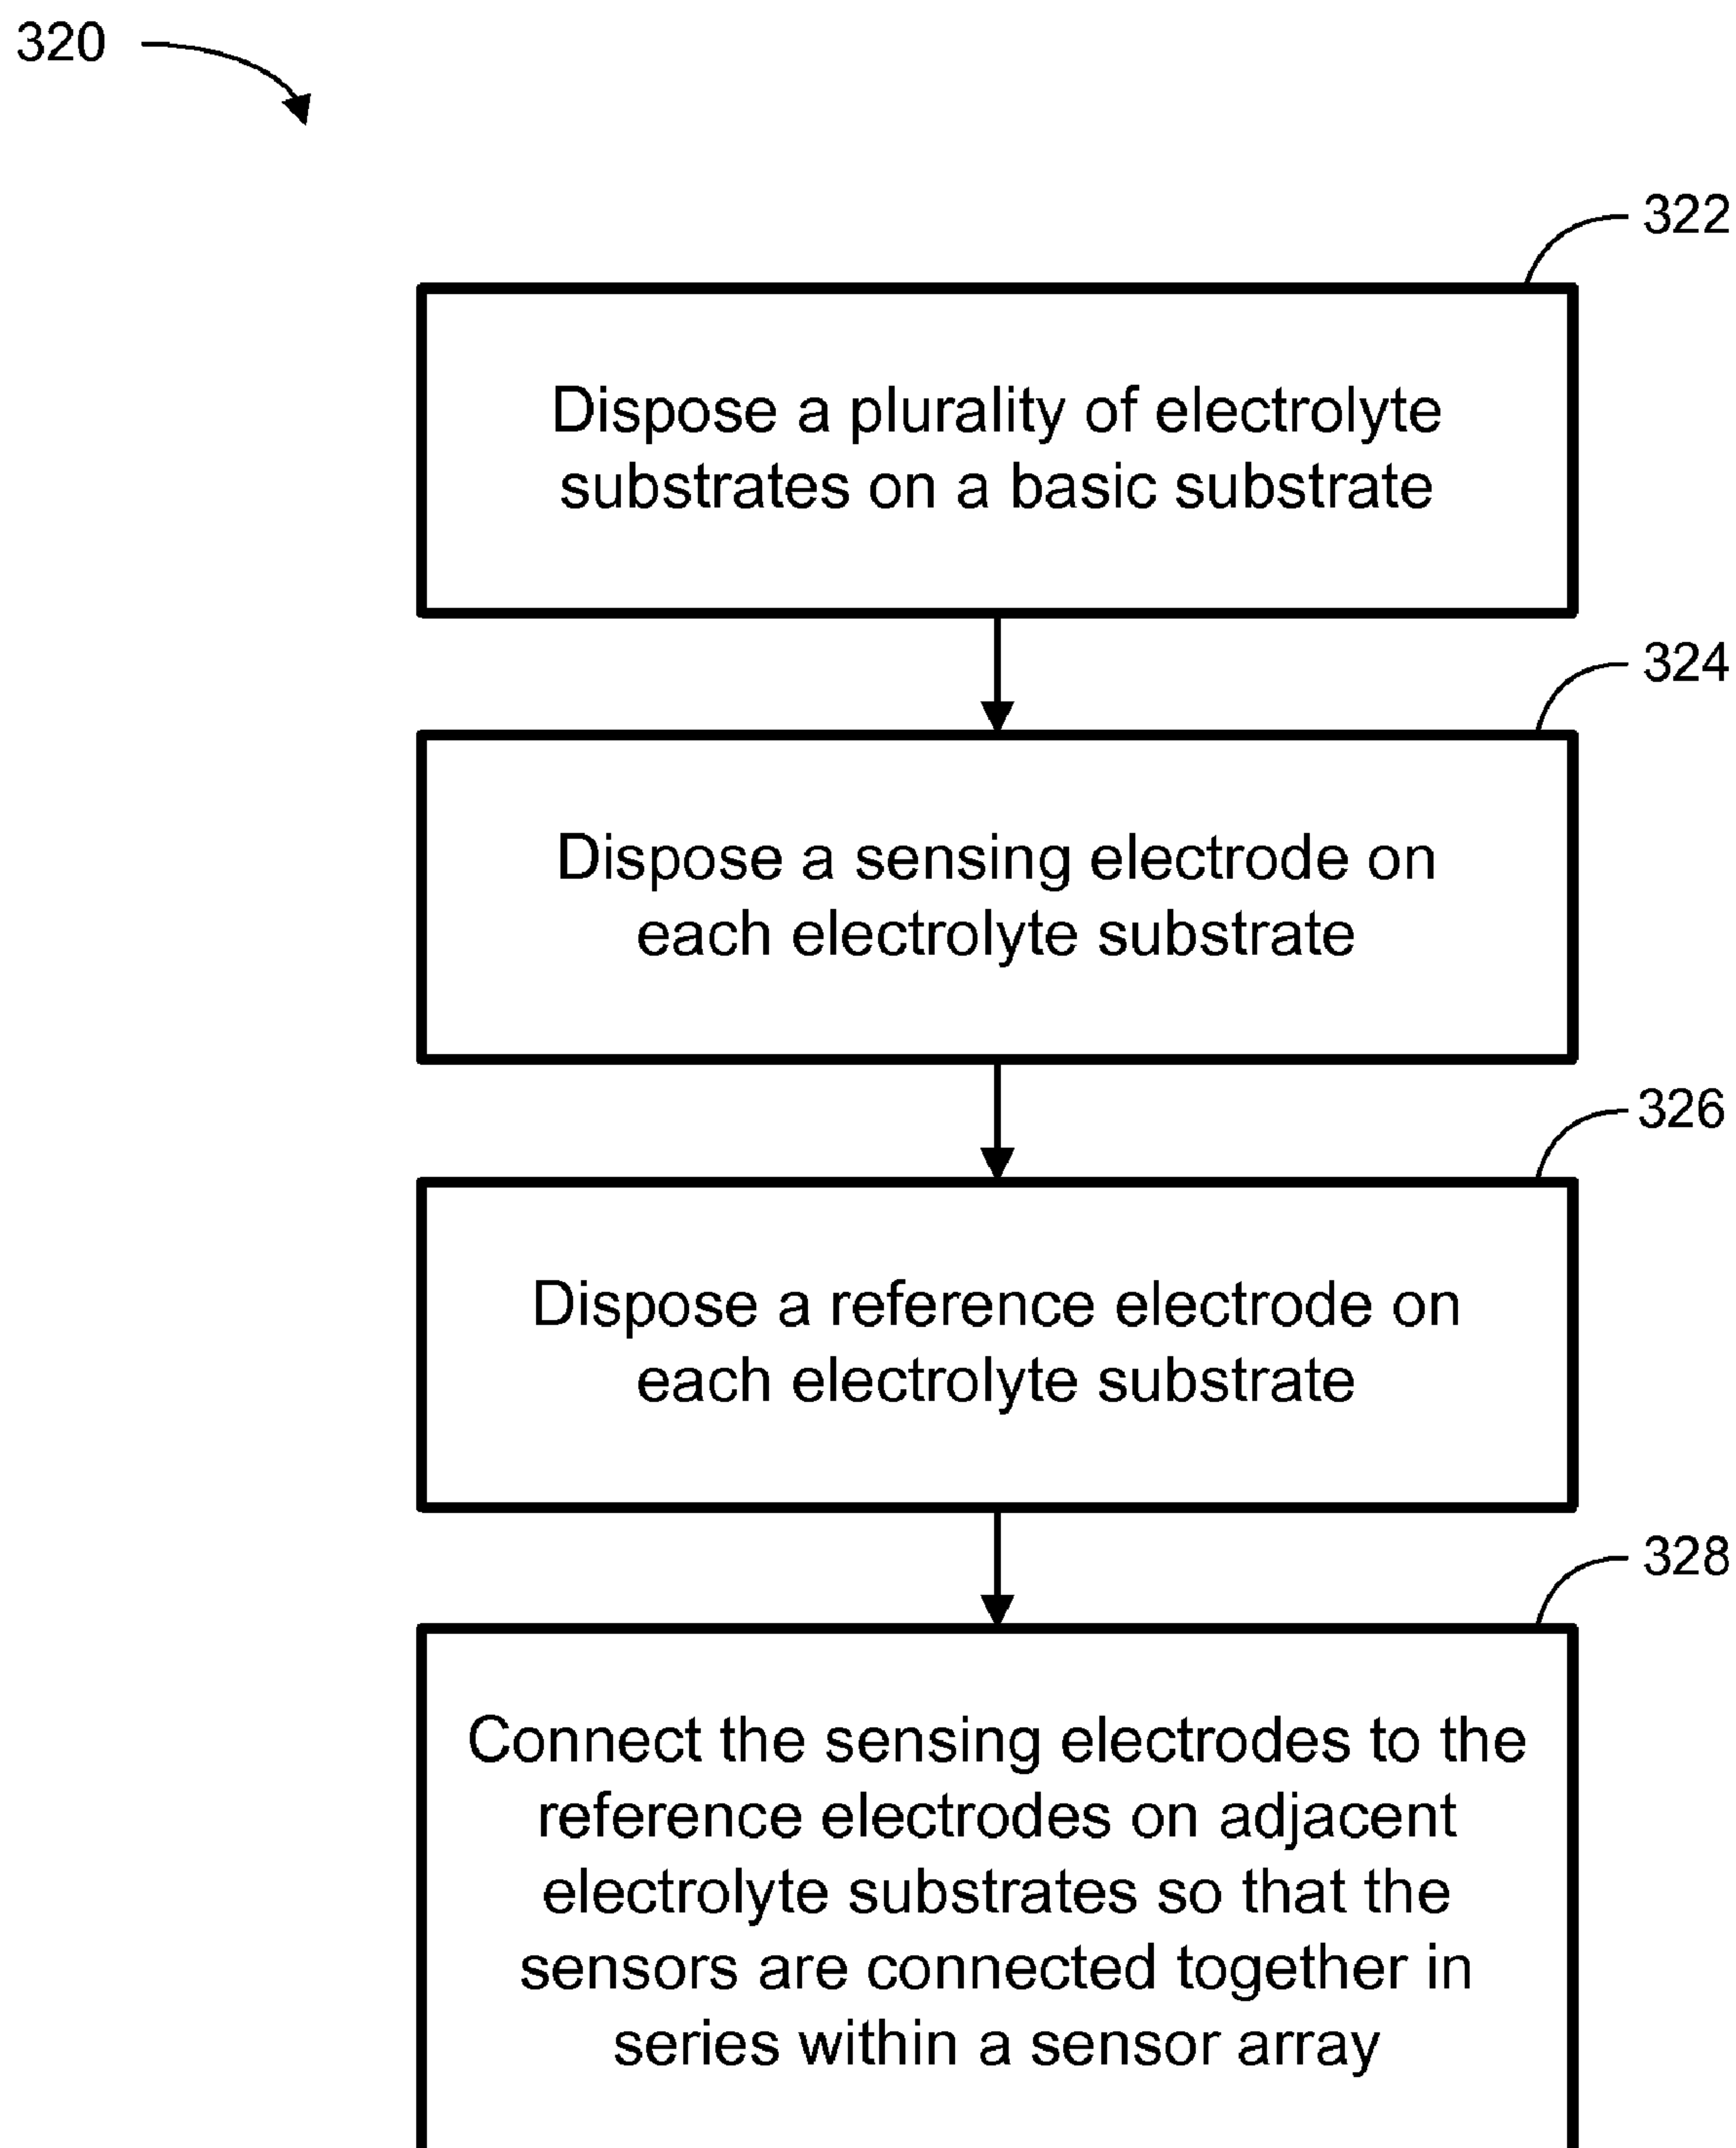 320
322
Dispose a plurality of electrolyte
substrates on a basic substrate
324
Dispose a sensing electrode on
each electrolyte substrate
326
Dispose a reference electrode on
each electrolyte substrate
328
Connect the sensing electrodes to the
reference electrodes on adjacent
electrolyte substrates so that the
sensors are connected together in
series within a sensor array